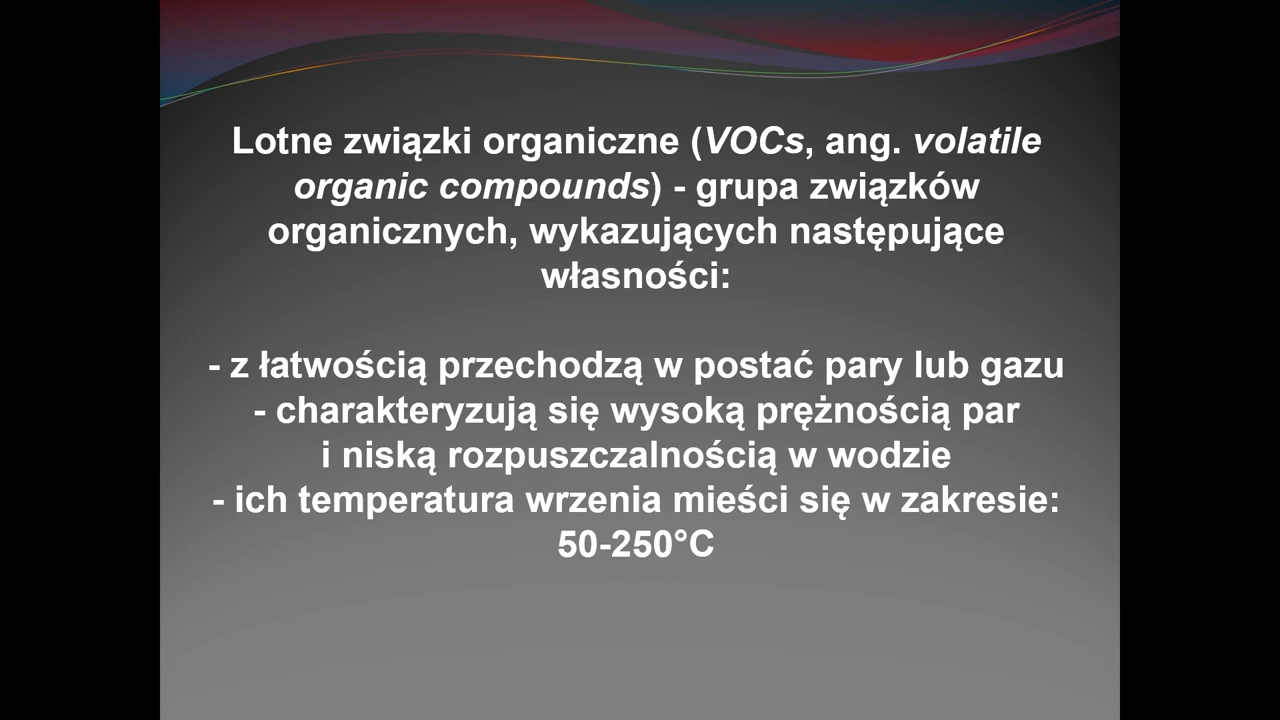 Lotne związki organiczne (VOCs, ang. volatile
organic compounds) - grupa związków
organicznych, wykazujących następujące
własności:
- z łatwością przechodzą w postać pary lub gazu
- charakteryzują się wysoką prężnością par
i niską rozpuszczalnością w wodzie
- ich temperatura wrzenia mieści się w zakresie:
50-250°C